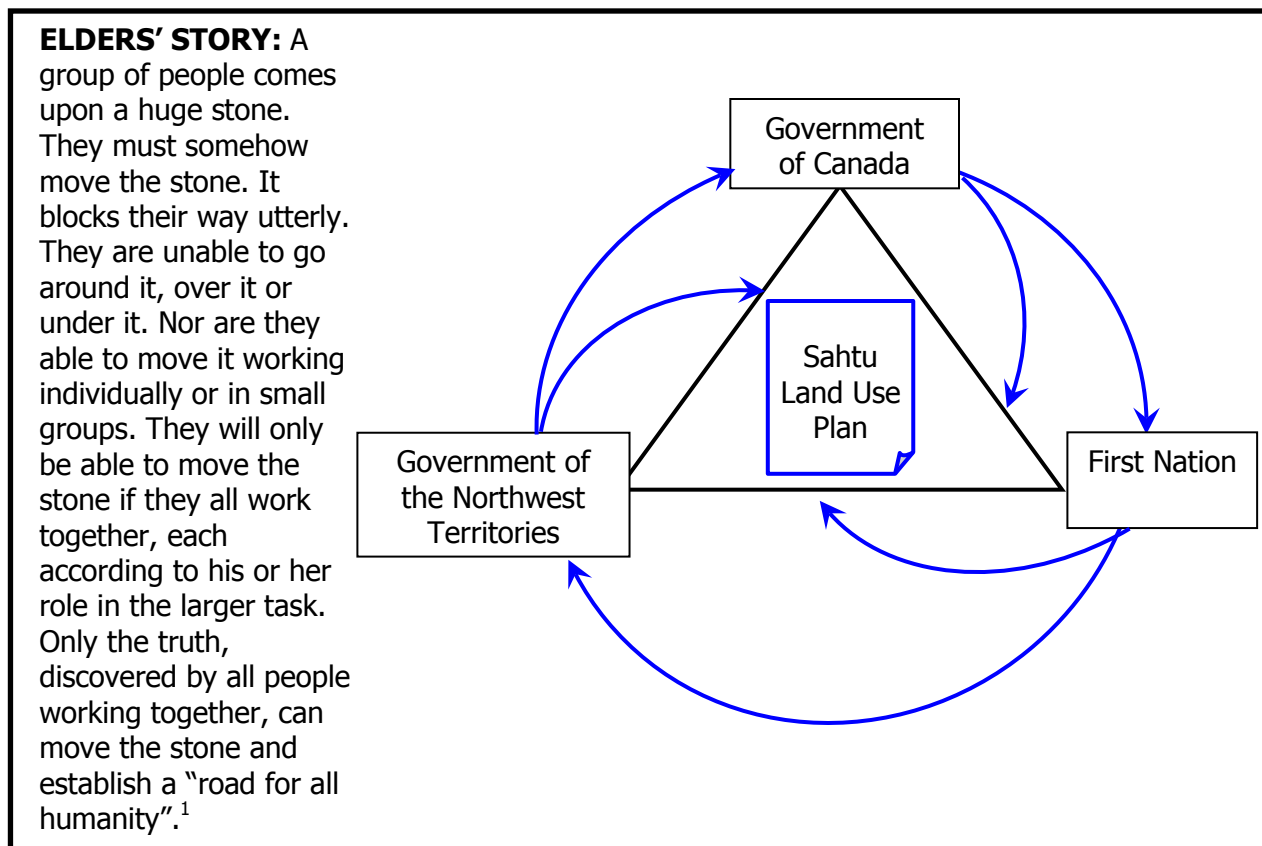 ELDERS’ STORY: A
group of people comes
upon a huge stone.
They must somehow
move the stone. It
blocks their way utterly.
They are unable to go
around it, over it or
under it. Nor are they
able to move it working
individually or in small
groups. They will only
be able to move the
stone if they all work
together, each
according to his or her
role in the larger task.
Only the truth,
discovered by all people
working together, can
move the stone and
establish a “road for all
humanity”.1
Government
of Canada
Sahtu
Land Use
Plan
Government of
the Northwest
Territories
First Nation